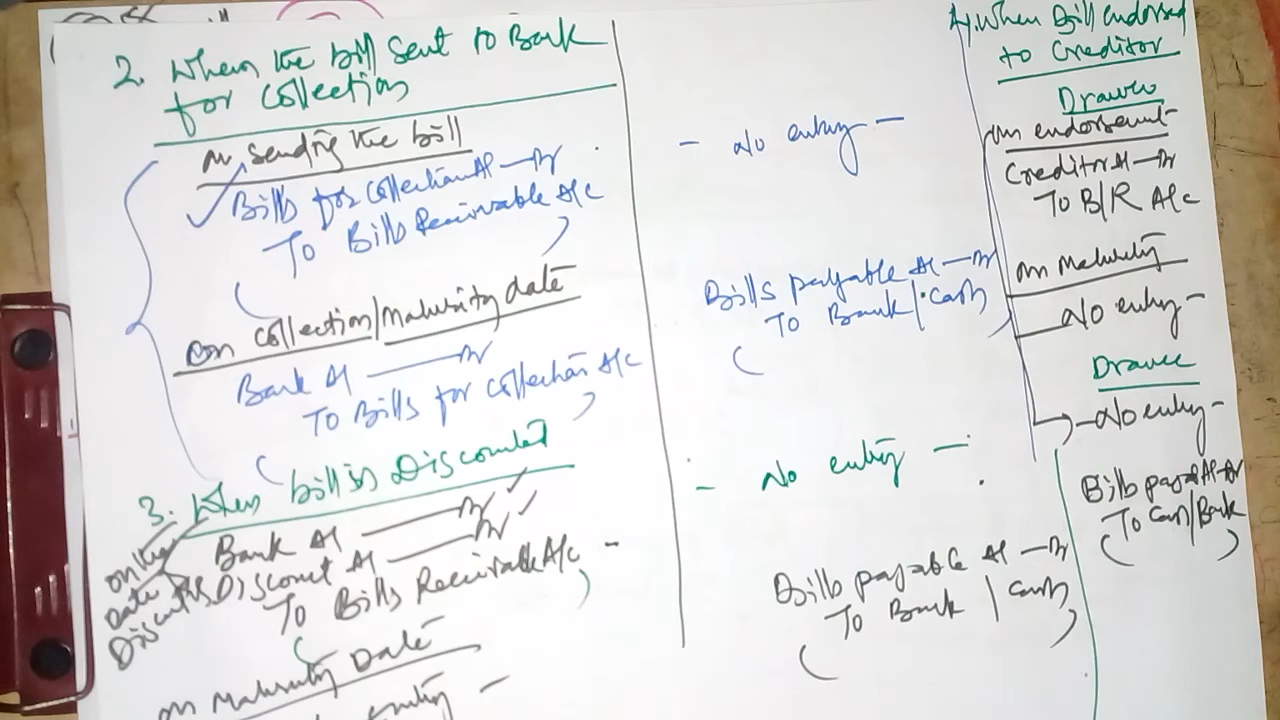 2. When the bill sent to Bank
for collection
on sending the bill
Bills for collection A/c Dr
To Bills Receivable A/c
on collection/Maturity date
Bank A/c Dr
To Bills for collection A/c
3. When bill is Discounted
on the
Date
Discount
Bank A/c Dr
Discount A/c Dr
To Bills Receivable A/c
on Maturity Date
entry -
- No entry -
Bills payable A/c Dr
To Bank / Cash
- No entry -
Bills payable A/c Dr
To Bank / Cash
4. When Bill endorsed
to Creditor
Drawer
on endorsement
Creditor A/c Dr
To B/R A/c
on Maturity
No entry -
Drawee
- No entry -
Bills payable A/c Dr
To Cash/Bank